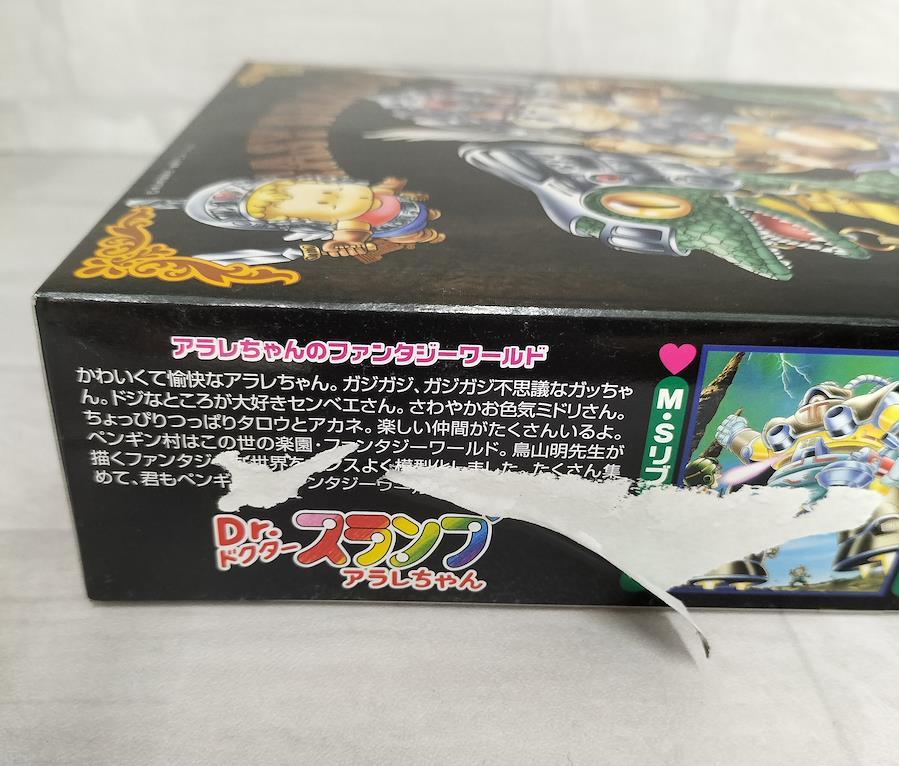 アラレちゃんのファンタジーワールド
かわいくて愉快なアラレちゃん。ガジガジ、ガジガジ不思議なガッちゃ
ん。ドジなところが大好きセンベエさん。さわやかお色気ミドリさん。
ちょっぴりつっぱりタロウとアカネ。楽しい仲間がたくさんいるよ。
ペンギン村はこの世の楽園・ファンタジーワールド。鳥山明先生が
描くファンタジ 世界を スよく模型化しました。たくさん集
めて、君もペンギ ンタジーワー
Dr.
ドクター
スランプ
アラレちゃん
M・Sリブ